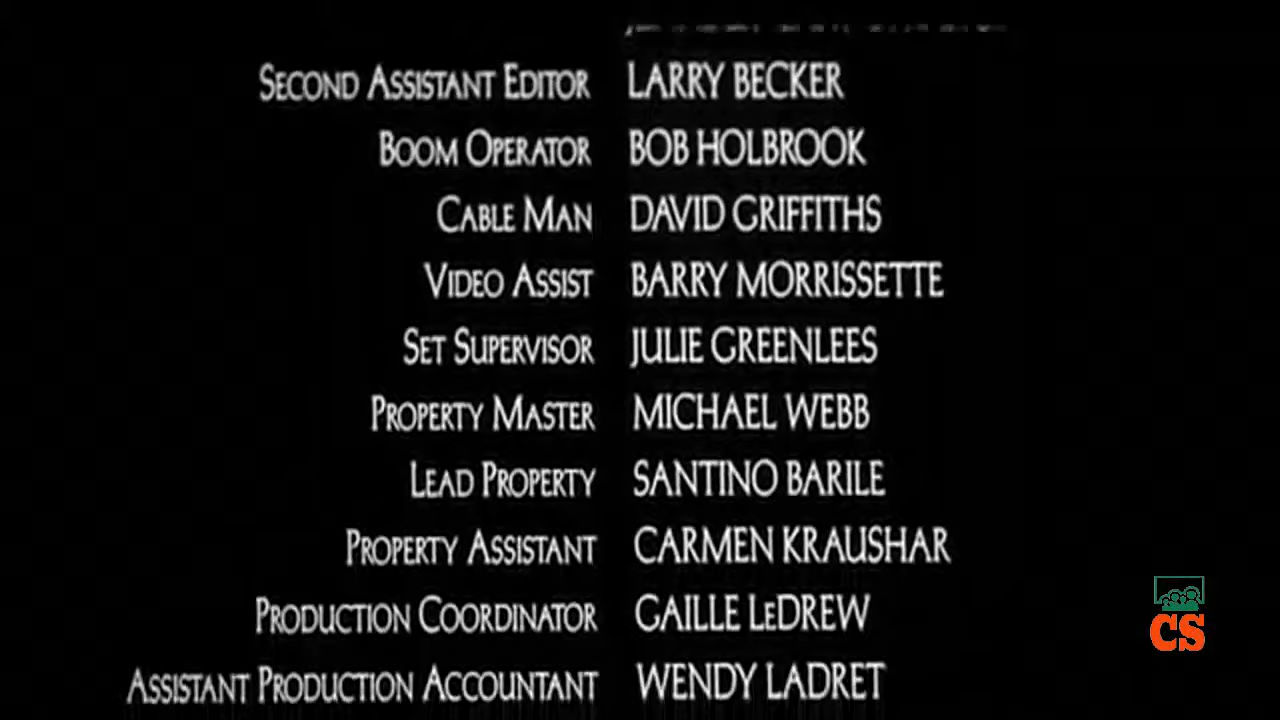 SECOND ASSISTANT EDITOR LARRY BECKER
BOOM OPERATOR BOB HOLBROOK
CABLE MAN DAVID GRIFFITHS
VIDEO ASSIST BARRY MORRISSETTE
SET SUPERVISOR JULIE GREENLEES
PROPERTY MASTER MICHAEL WEBB
LEAD PROPERTY SANTINO BARILE
PROPERTY ASSISTANT CARMEN KRAUSHAR
PRODUCTION COORDINATOR GAILLE LEDREW
ASSISTANT PRODUCTION ACCOUNTANT WENDY LADRET
CS